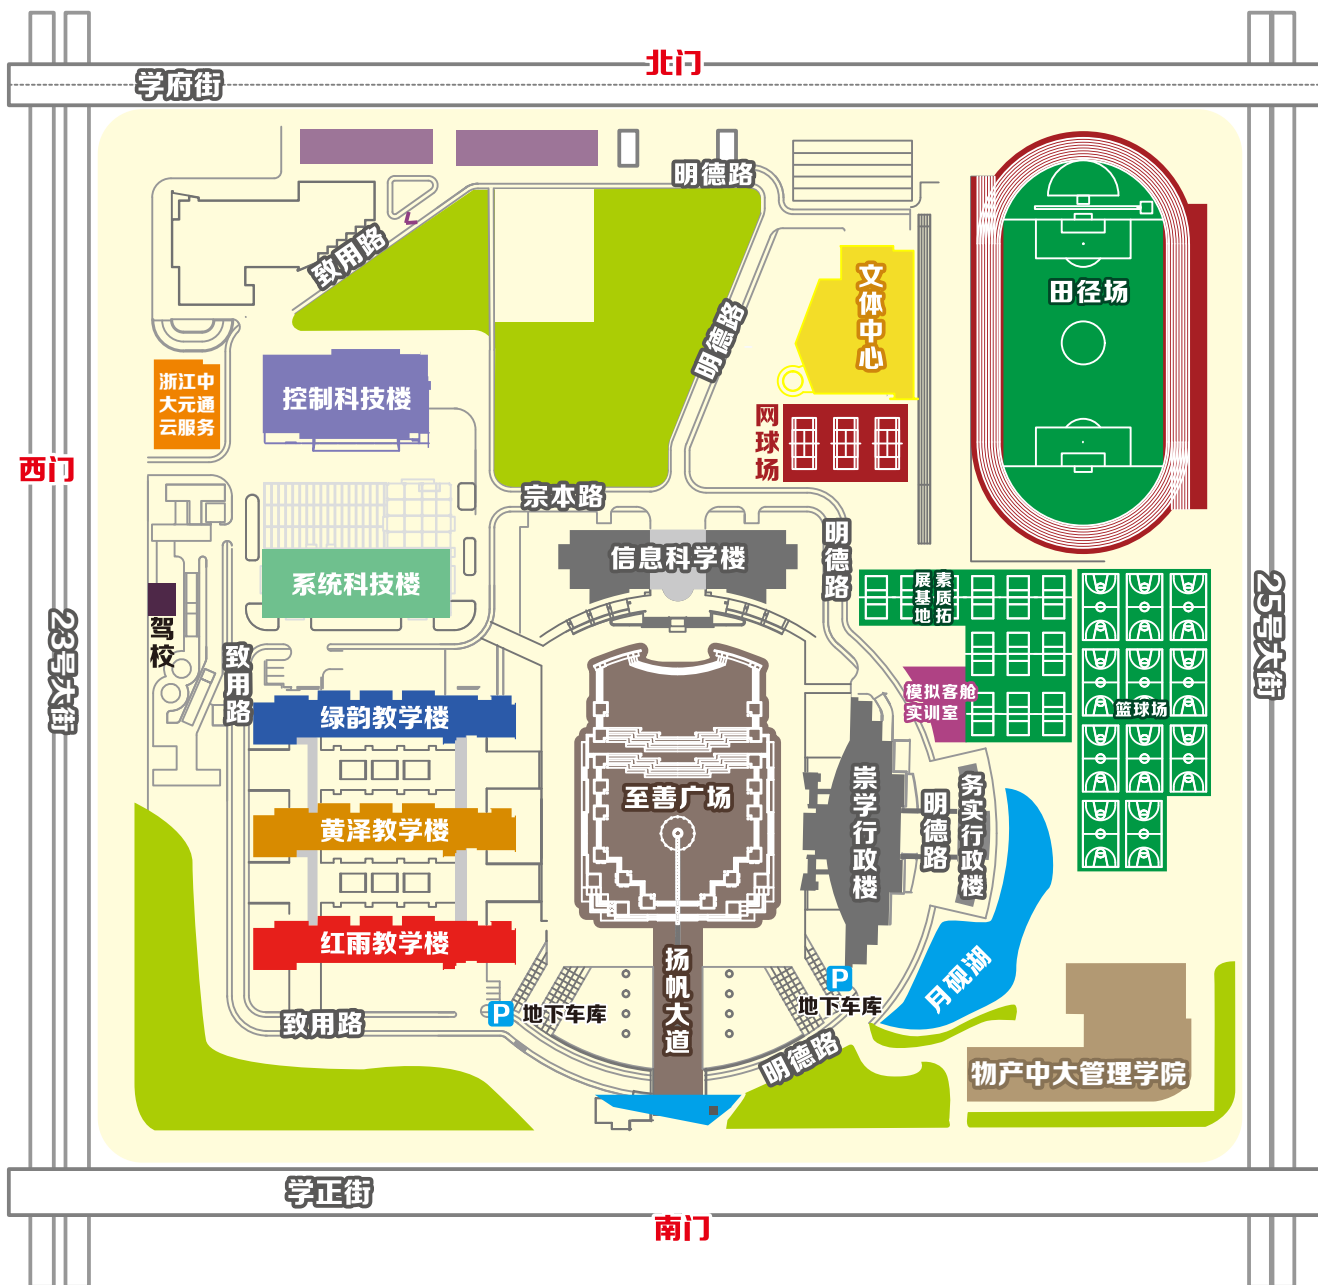 北门
学府街
明德路
致用路
文
体
中
心
田径场
明德路
浙江中
大元通
云服务
控制科技楼
网
球
场
西门
宗本路
明
德
路
信息科学楼
系统科技楼
展 素
基 质
地 拓
驾
校
23号大街
25号大街
致
用
路
模拟客舱
实训室
篮球场
绿韵教学楼
至善广场
崇
学
行
政
楼
明
德
路
务
实
行
政
楼
黄泽教学楼
红雨教学楼
扬
帆
大
道
月砚湖
P
地下车库
P
地下车库
致用路
明德路
物产中大管理学院
学正街
南门